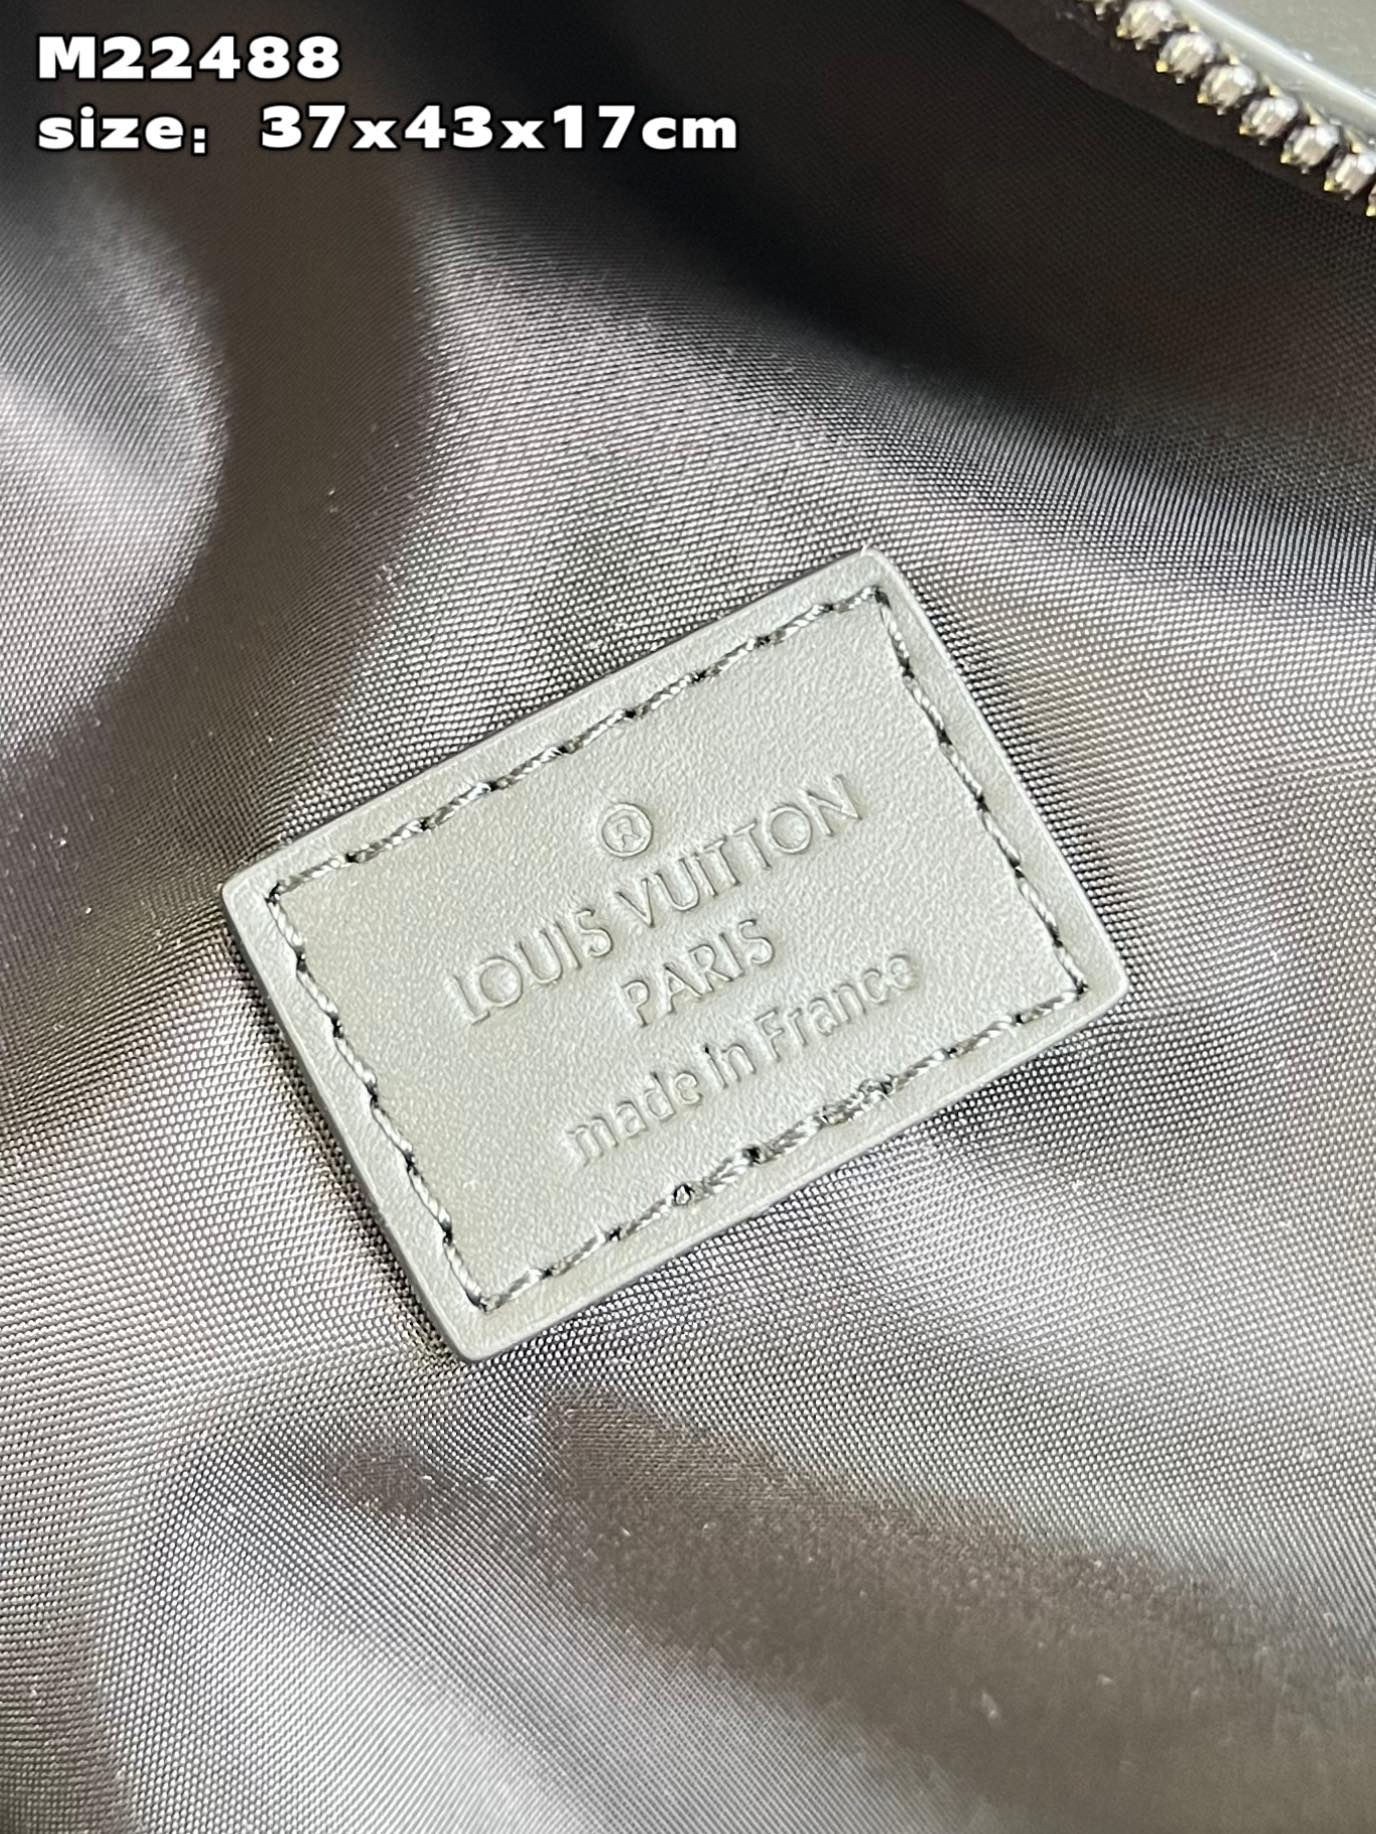 M22488
size： 37x43x17cm
®
LOUIS VUITTON
PARIS
made in France